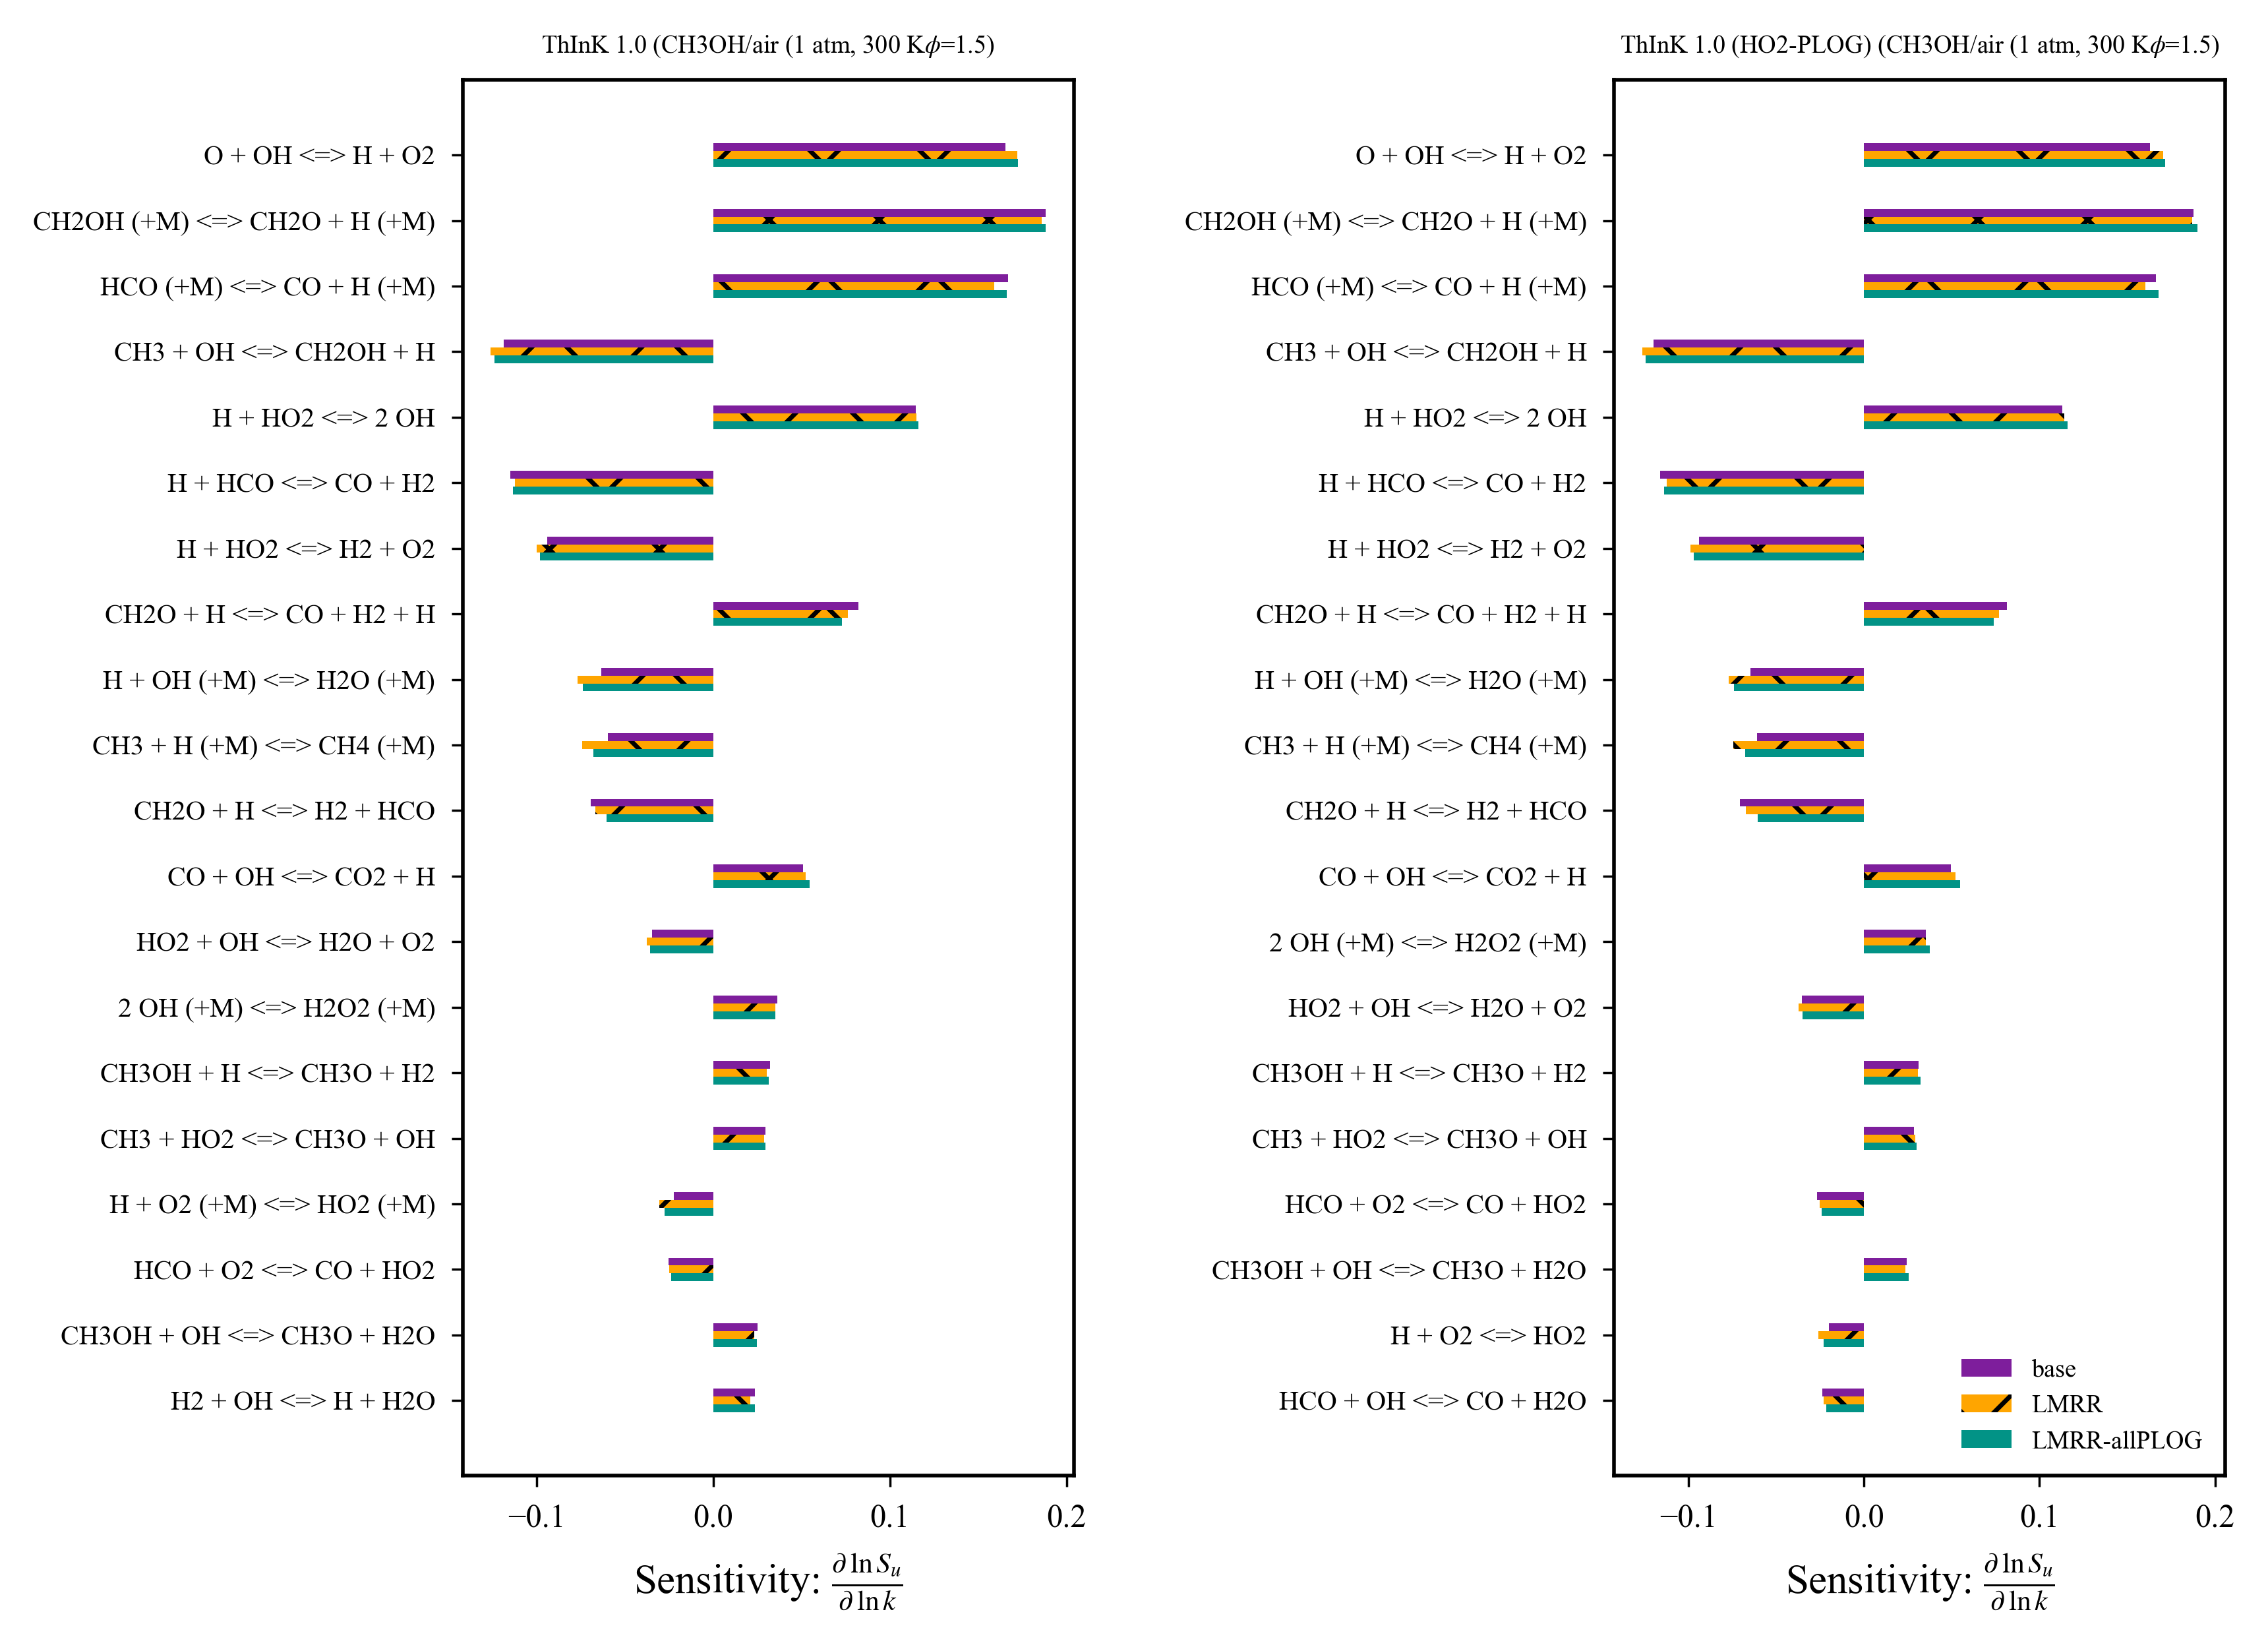 ThInK 1.0 (CH3OH/air (1 atm, 300 Kϕ=1.5)
O + OH <=> H + O2
CH2OH (+M) <=> CH2O + H (+M)
HCO (+M) <=> CO + H (+M)
CH3 + OH <=> CH2OH + H
H + HO2 <=> 2 OH
H + HCO <=> CO + H2
H + HO2 <=> H2 + O2
CH2O + H <=> CO + H2 + H
H + OH (+M) <=> H2O (+M)
CH3 + H (+M) <=> CH4 (+M)
CH2O + H <=> H2 + HCO
CO + OH <=> CO2 + H
HO2 + OH <=> H2O + O2
2 OH (+M) <=> H2O2 (+M)
CH3OH + H <=> CH3O + H2
CH3 + HO2 <=> CH3O + OH
H + O2 (+M) <=> HO2 (+M)
HCO + O2 <=> CO + HO2
CH3OH + OH <=> CH3O + H2O
H2 + OH <=> H + H2O
−0.1 0.0 0.1 0.2
Sensitivity: ∂ ln Su / ∂ ln k
ThInK 1.0 (HO2-PLOG) (CH3OH/air (1 atm, 300 Kϕ=1.5)
O + OH <=> H + O2
CH2OH (+M) <=> CH2O + H (+M)
HCO (+M) <=> CO + H (+M)
CH3 + OH <=> CH2OH + H
H + HO2 <=> 2 OH
H + HCO <=> CO + H2
H + HO2 <=> H2 + O2
CH2O + H <=> CO + H2 + H
H + OH (+M) <=> H2O (+M)
CH3 + H (+M) <=> CH4 (+M)
CH2O + H <=> H2 + HCO
CO + OH <=> CO2 + H
2 OH (+M) <=> H2O2 (+M)
HO2 + OH <=> H2O + O2
CH3OH + H <=> CH3O + H2
CH3 + HO2 <=> CH3O + OH
HCO + O2 <=> CO + HO2
CH3OH + OH <=> CH3O + H2O
H + O2 <=> HO2
HCO + OH <=> CO + H2O
base
LMRR
LMRR-allPLOG
−0.1 0.0 0.1 0.2
Sensitivity: ∂ ln Su / ∂ ln k